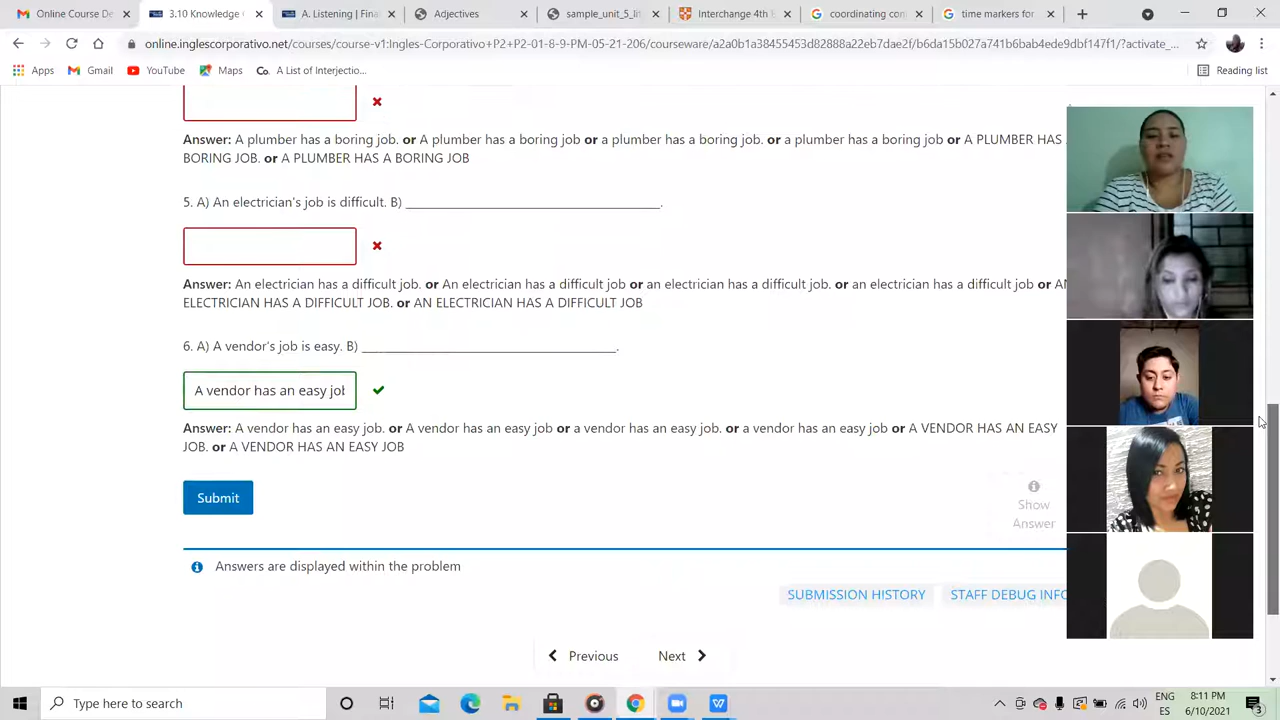 Online Course De
3.10 Knowledge
A. Listening | Fin
Adjectives
sample_unit_5_li
Interchange 4th E
coordinating con
time markers for
online.inglescorporativo.net/courses/course-v1:Ingles-Corporativo+P2+P2-01-8-9-PM-05-21-206/courseware/a2a0b1a38455453d82888a22eb7dae2f/b6da15b027a741b6bab4ede9dbf147f1/?activate_...
Apps
Gmail
YouTube
Maps
Co. A List of Interjectio...
Reading list
Answer: A plumber has a boring job. or A plumber has a boring job or a plumber has a boring job. or a plumber has a boring job or A PLUMBER HAS
BORING JOB. or A PLUMBER HAS A BORING JOB
5. A) An electrician's job is difficult. B) ________________________________.
Answer: An electrician has a difficult job. or An electrician has a difficult job or an electrician has a difficult job. or an electrician has a difficult job or AN
ELECTRICIAN HAS A DIFFICULT JOB. or AN ELECTRICIAN HAS A DIFFICULT JOB
6. A) A vendor's job is easy. B) ________________________________.
A vendor has an easy job
Answer: A vendor has an easy job. or A vendor has an easy job or a vendor has an easy job. or a vendor has an easy job or A VENDOR HAS AN EASY
JOB. or A VENDOR HAS AN EASY JOB
Submit
Show
Answer
Answers are displayed within the problem
SUBMISSION HISTORY
STAFF DEBUG INFO
Previous
Next
Type here to search
ENG
ES
8:11 PM
6/10/2021
3